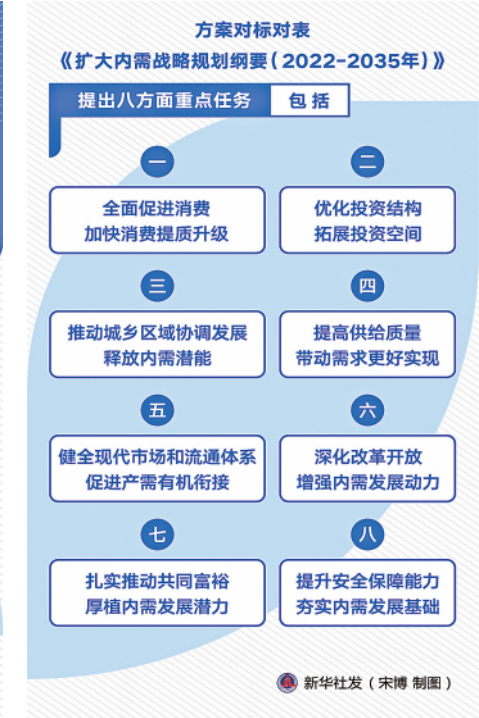 方案对标对表
《扩大内需战略规划纲要(2022-2035年)》
提出八方面重点任务 包括
一
全面促进消费
加快消费提质升级
二
优化投资结构
拓展投资空间
三
推动城乡区域协调发展
释放内需潜能
四
提高供给质量
带动需求更好实现
五
健全现代市场和流通体系
促进产需有机衔接
六
深化改革开放
增强内需发展动力
七
扎实推动共同富裕
厚植内需发展潜力
八
提升安全保障能力
夯实内需发展基础
新华社发(宋博 制图)